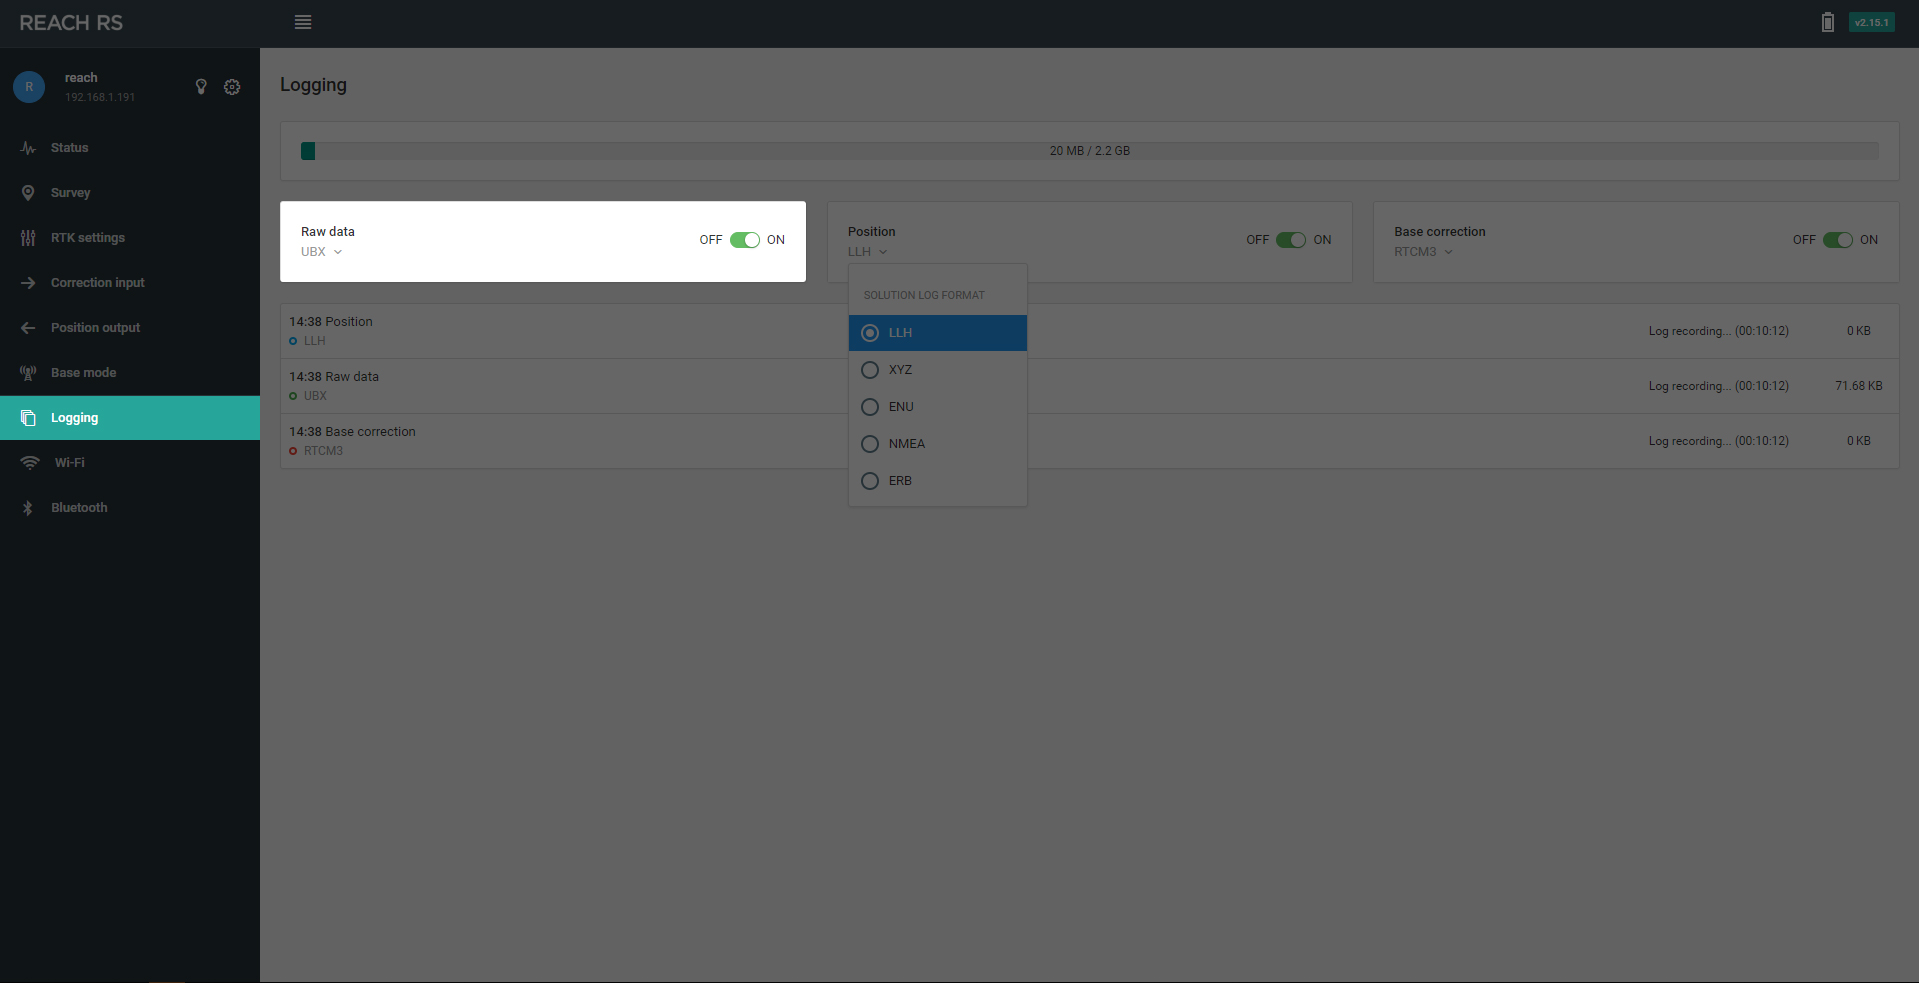 REACH RS
v2.15.1
R
reach
192.168.1.191
Status
Survey
RTK settings
Correction input
Position output
Base mode
Logging
Wi-Fi
Bluetooth
Logging
20 MB / 2.2 GB
Raw data
UBX
OFF ON
Position
LLH
OFF ON
Base correction
RTCM3
OFF ON
SOLUTION LOG FORMAT
LLH
XYZ
ENU
NMEA
ERB
14:38 Position
LLH
Log recording... (00:10:12) 0 KB
14:38 Raw data
UBX
Log recording... (00:10:12) 71.68 KB
14:38 Base correction
RTCM3
Log recording... (00:10:12) 0 KB